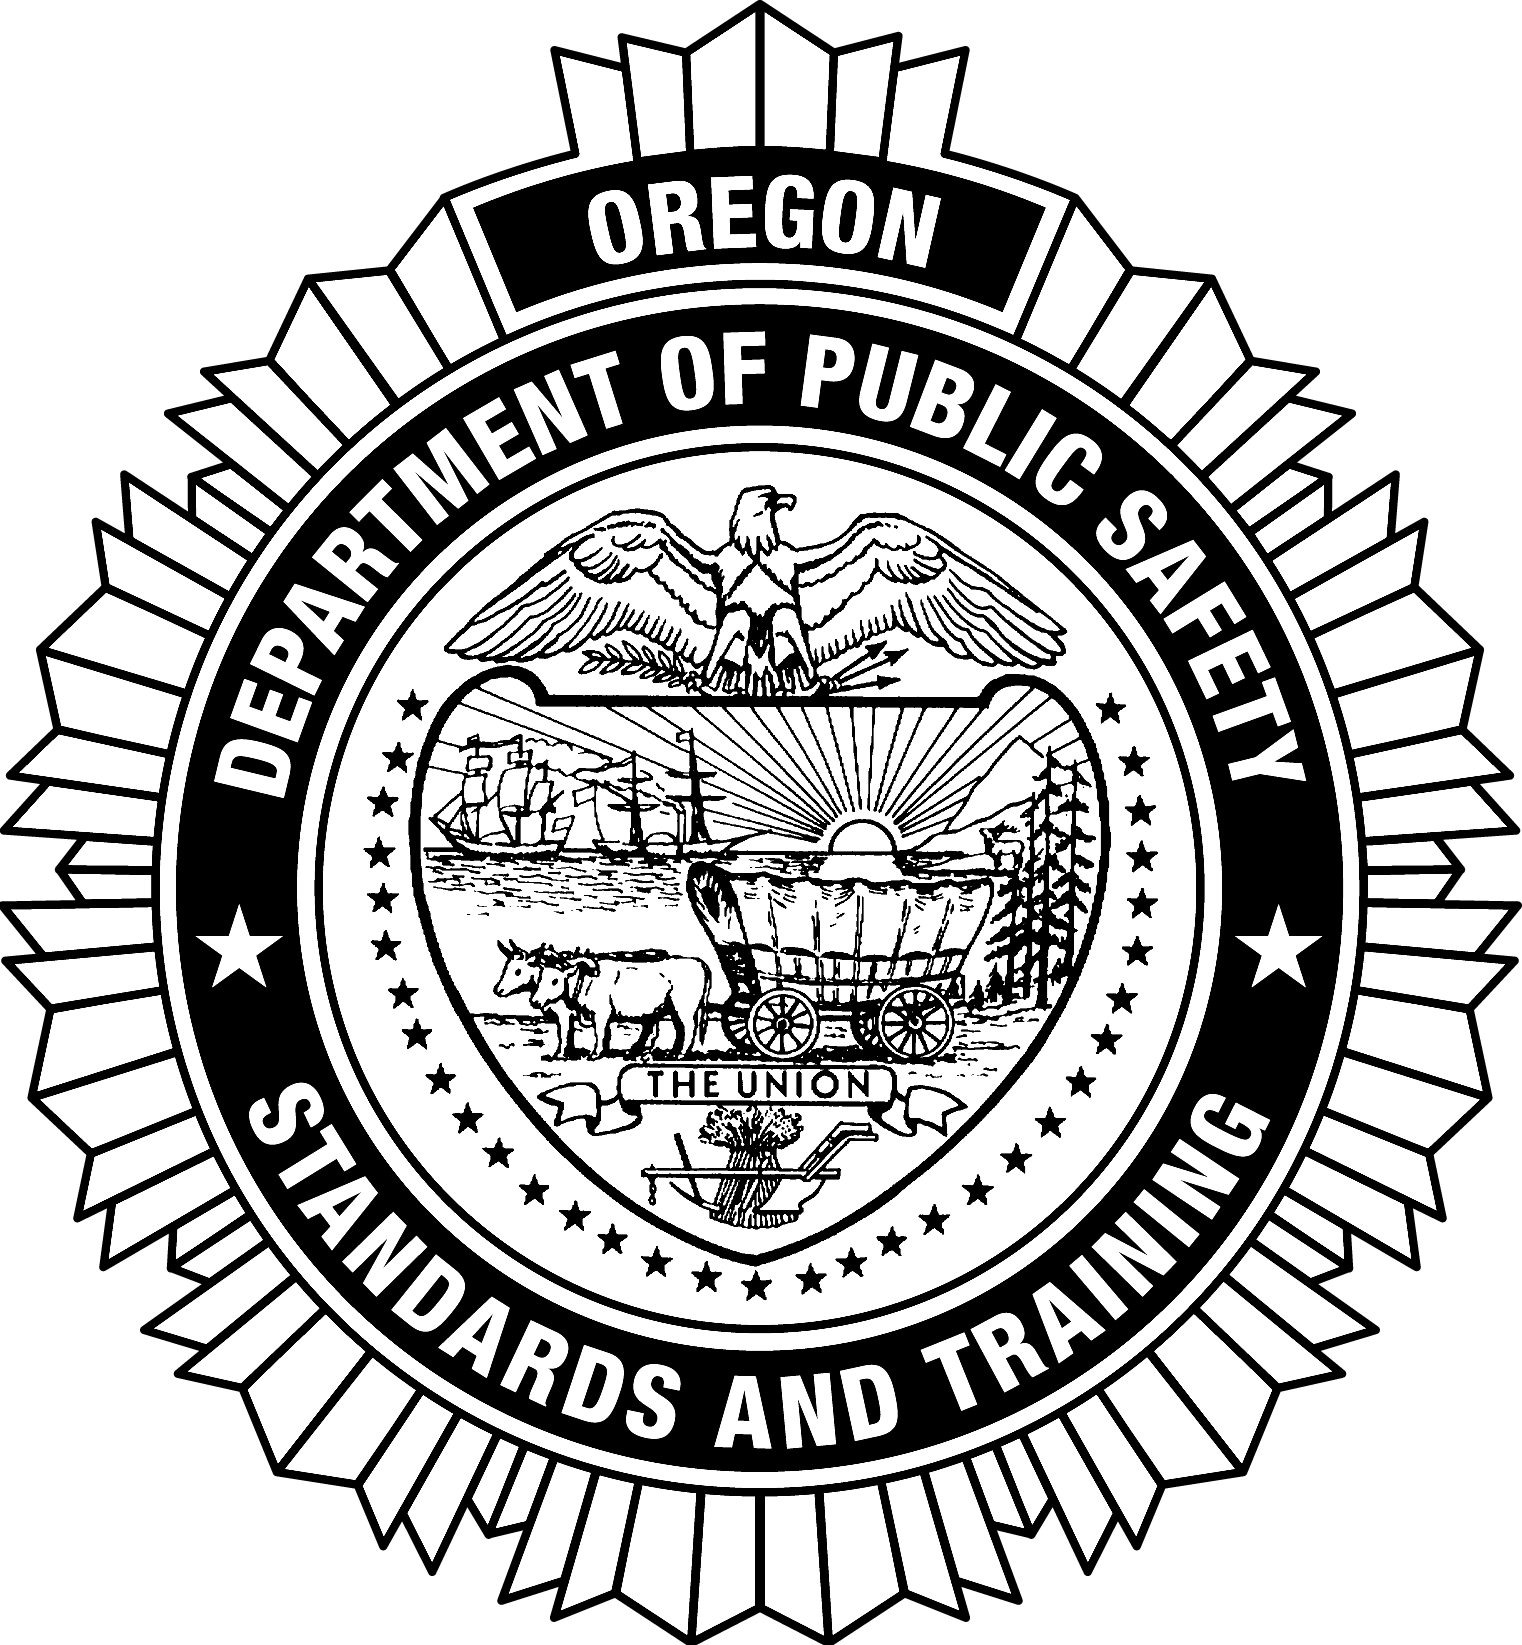 OREGON
DEPARTMENT OF PUBLIC SAFETY
STANDARDS AND TRAINING
THE UNION